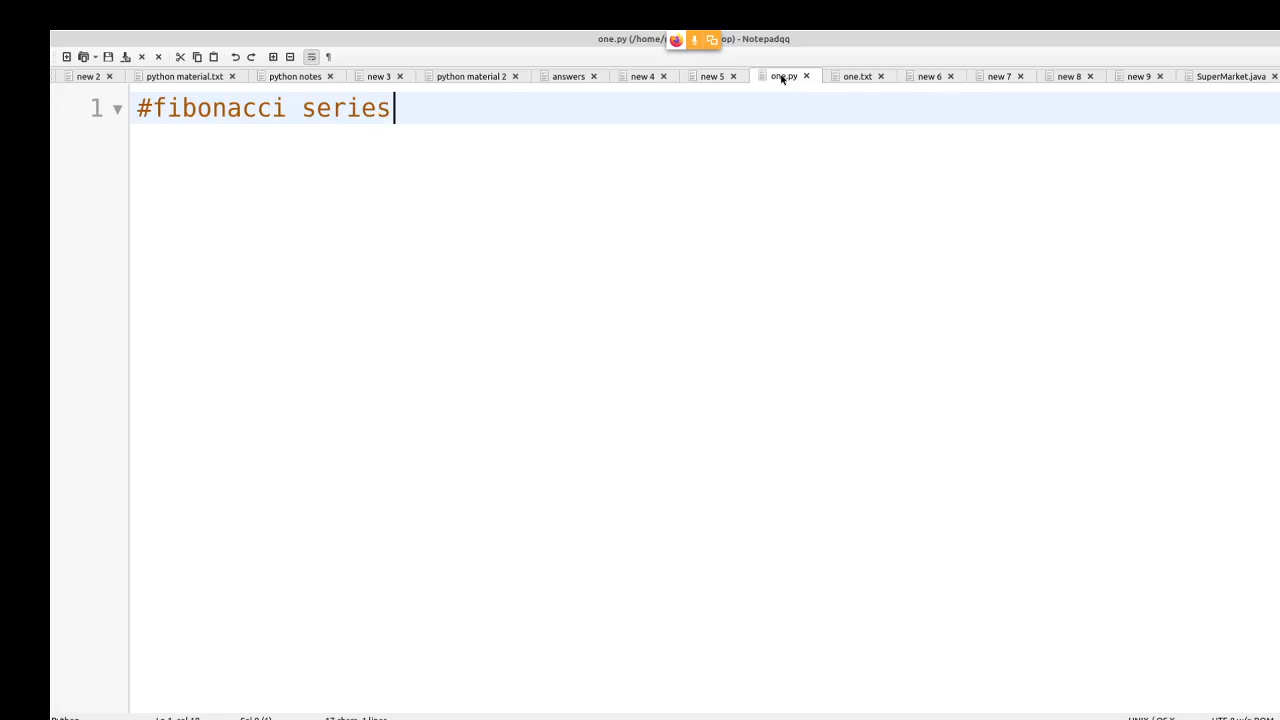 one.py (/home/ op) - Notepadqq
new 2 python material.txt python notes new 3 python material 2 answers new 4 new 5 one.py one.txt new 6 new 7 new 8 new 9 SuperMarket.java
1 #fibonacci series